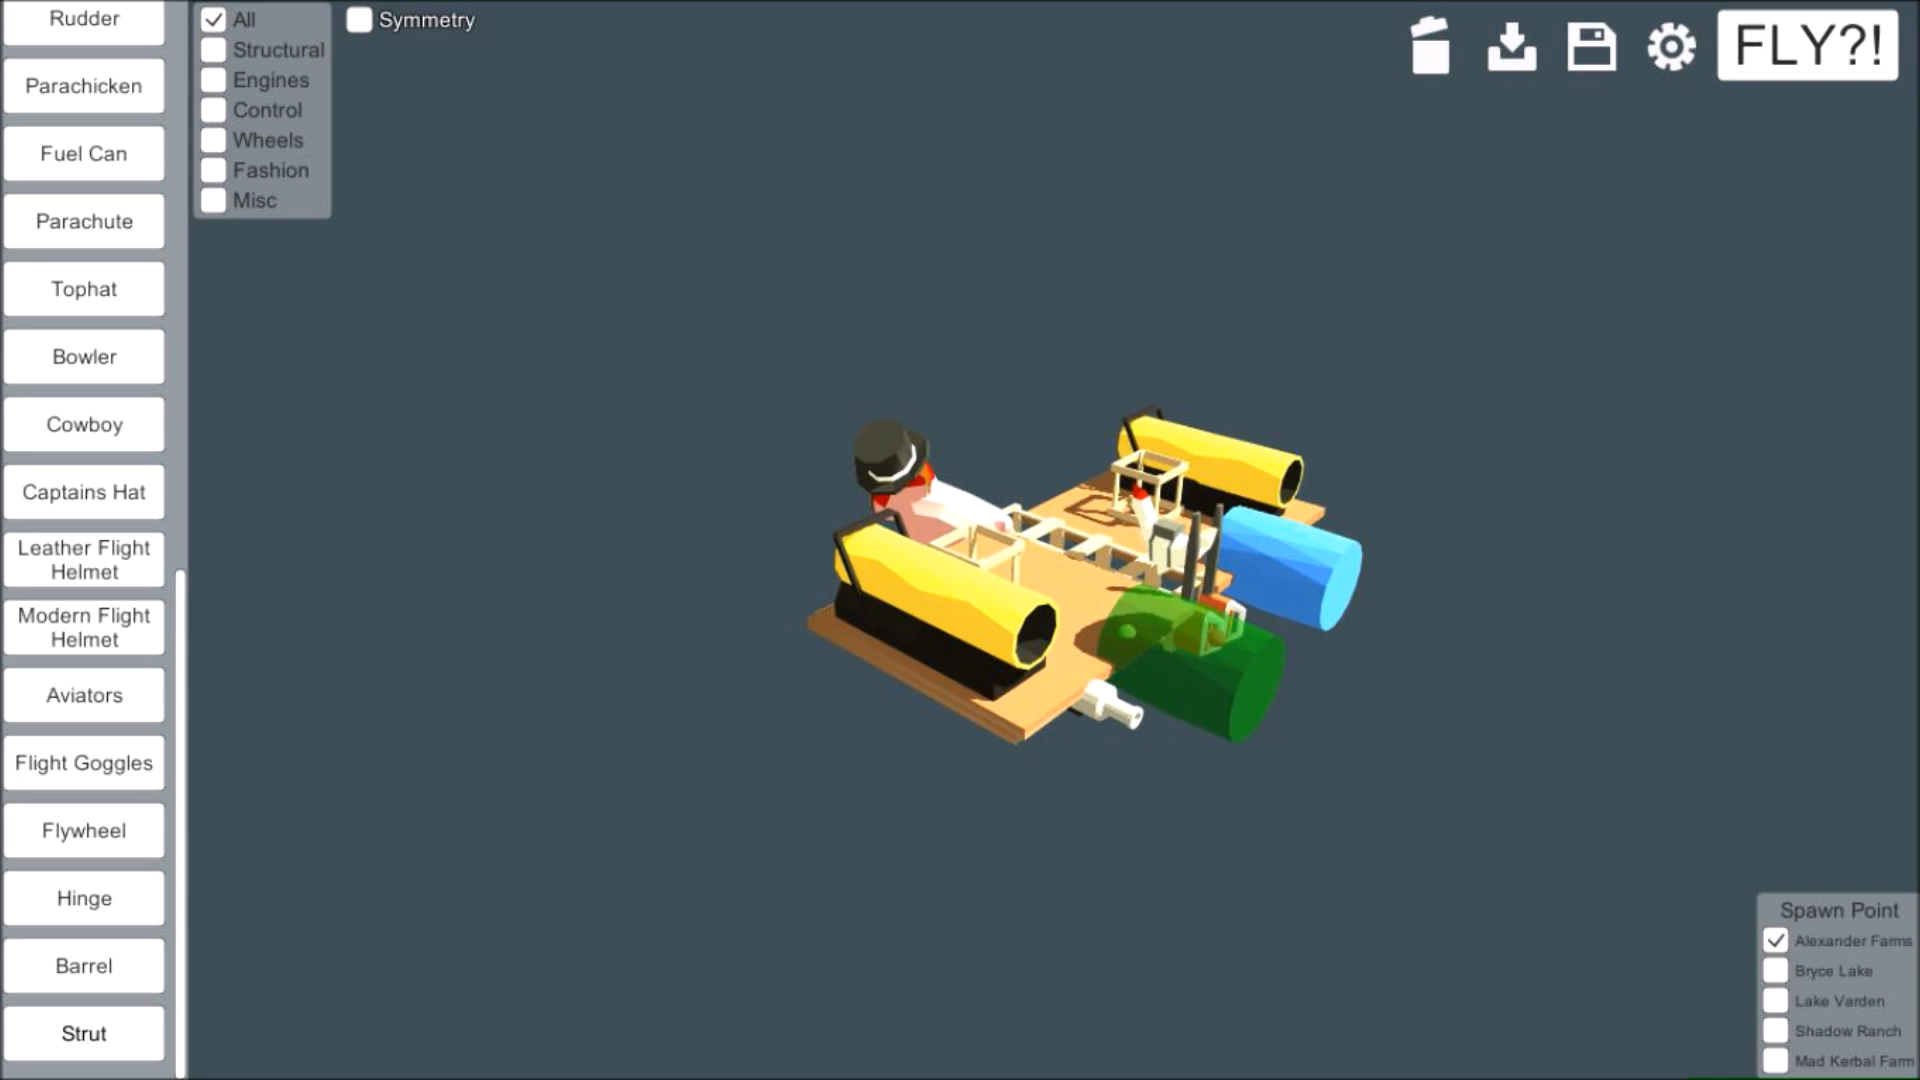 Rudder
Parachicken
Fuel Can
Parachute
Tophat
Bowler
Cowboy
Captains Hat
Leather Flight
Helmet
Modern Flight
Helmet
Aviators
Flight Goggles
Flywheel
Hinge
Barrel
Strut
All
Structural
Engines
Control
Wheels
Fashion
Misc
Symmetry
FLY?!
Spawn Point
Alexander Farms
Bryce Lake
Lake Varden
Shadow Ranch
Mad Kerbal Farm